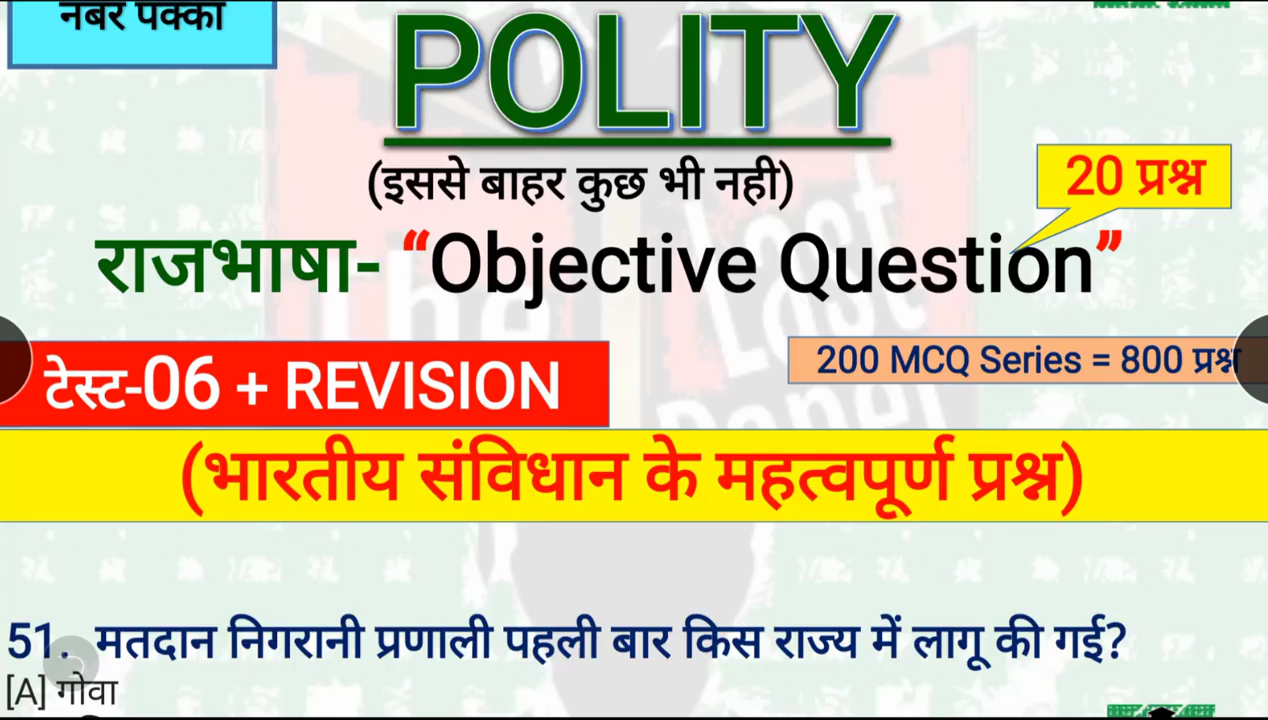 नंबर पक्का
POLITY
(इससे बाहर कुछ भी नही)
20 प्रश्न
राजभाषा- “Objective Question”
टेस्ट-06 + REVISION
200 MCQ Series = 800 प्रश्न
(भारतीय संविधान के महत्वपूर्ण प्रश्न)
51. मतदान निगरानी प्रणाली पहली बार किस राज्य में लागू की गई?
[A] गोवा